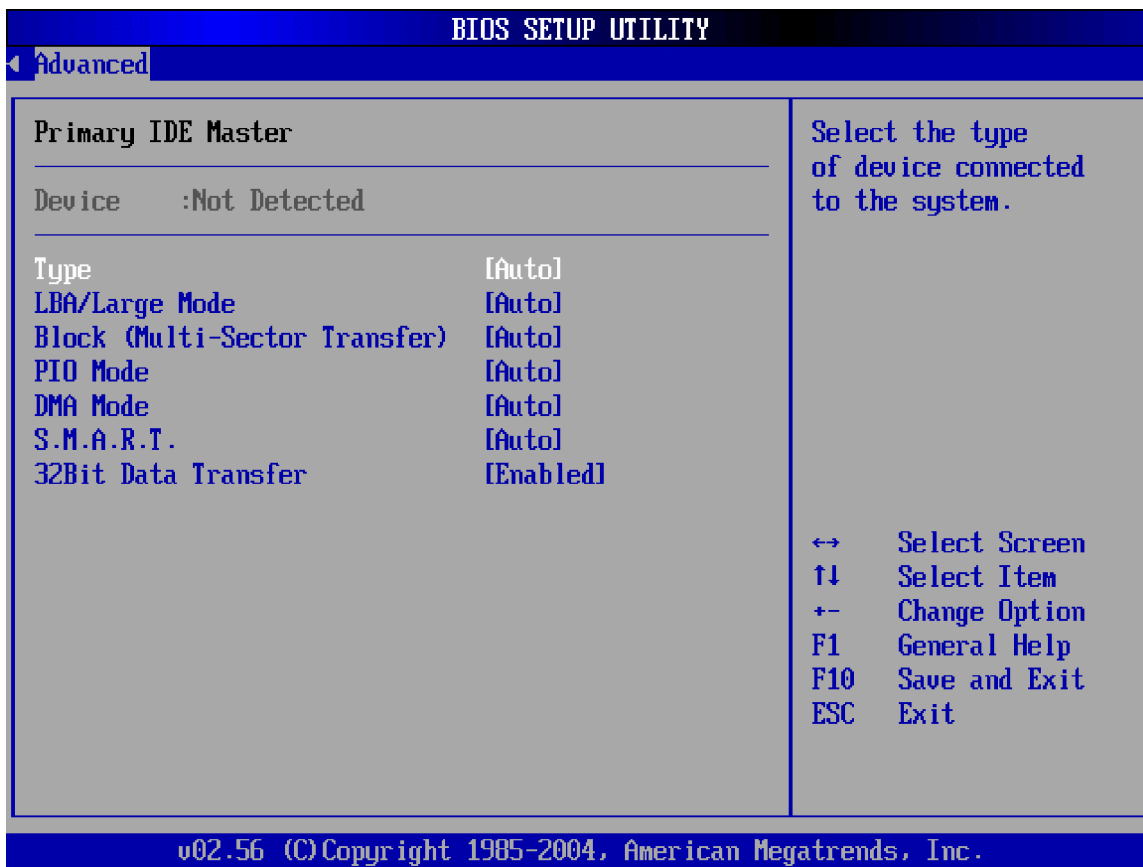 BIOS SETUP UTILITY
Advanced
Primary IDE Master
Device :Not Detected
Type [Auto]
LBA/Large Mode [Auto]
Block (Multi-Sector Transfer) [Auto]
PIO Mode [Auto]
DMA Mode [Auto]
S.M.A.R.T. [Auto]
32Bit Data Transfer [Enabled]
Select the type
of device connected
to the system.
←→ Select Screen
↑↓ Select Item
+- Change Option
F1 General Help
F10 Save and Exit
ESC Exit
v02.56 (C)Copyright 1985-2004, American Megatrends, Inc.